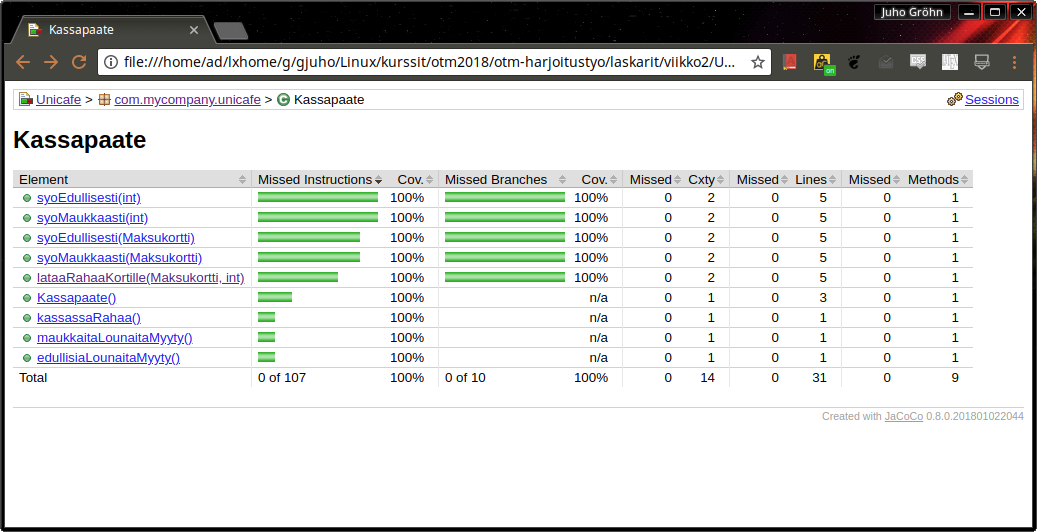 Juho Gröhn
Kassapaate
file:///home/ad/lxhome/g/gjuho/Linux/kurssit/otm2018/otm-harjoitustyo/laskarit/viikko2/U...
on
Unicafe > com.mycompany.unicafe > C Kassapaate Sessions
Kassapaate
Element Missed Instructions Cov. Missed Branches Cov. Missed Cxty Missed Lines Missed Methods
syoEdullisesti(int) 100% 100% 0 2 0 5 0 1
syoMaukkaasti(int) 100% 100% 0 2 0 5 0 1
syoEdullisesti(Maksukortti) 100% 100% 0 2 0 5 0 1
syoMaukkaasti(Maksukortti) 100% 100% 0 2 0 5 0 1
lataaRahaaKortille(Maksukortti, int) 100% 100% 0 2 0 5 0 1
Kassapaate() 100% n/a 0 1 0 3 0 1
kassassaRahaa() 100% n/a 0 1 0 1 0 1
maukkaitaLounaitaMyyty() 100% n/a 0 1 0 1 0 1
edullisiaLounaitaMyyty() 100% n/a 0 1 0 1 0 1
Total 0 of 107 100% 0 of 10 100% 0 14 0 31 0 9
Created with JaCoCo 0.8.0.201801022044